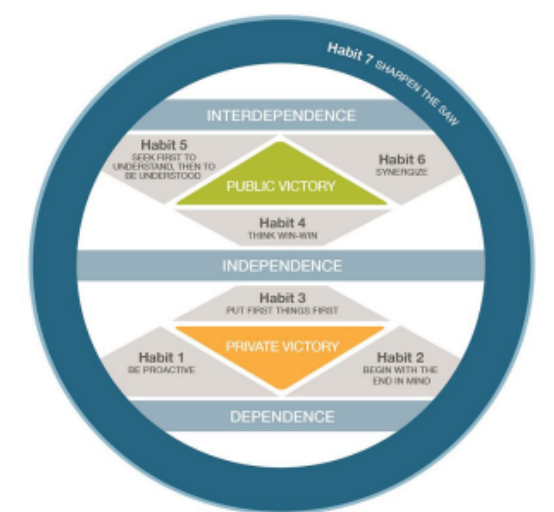 Habit 7 SHARPEN THE SAW
INTERDEPENDENCE
Habit 5
SEEK FIRST TO
UNDERSTAND, THEN TO
BE UNDERSTOOD
PUBLIC VICTORY
Habit 6
SYNERGIZE
Habit 4
THINK WIN-WIN
INDEPENDENCE
Habit 3
PUT FIRST THINGS FIRST
PRIVATE VICTORY
Habit 1
BE PROACTIVE
Habit 2
BEGIN WITH THE
END IN MIND
DEPENDENCE